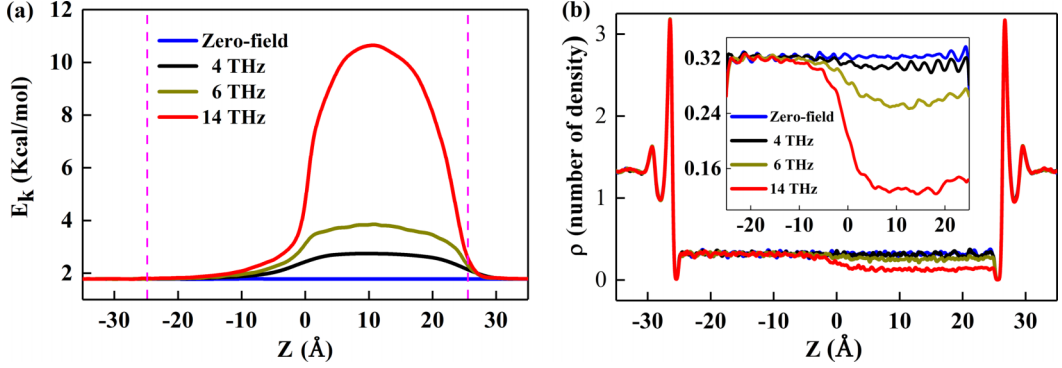 (a)
12
10
8
6
4
2
E_k (Kcal/mol)
Zero-field
4 THz
6 THz
14 THz
-30 -20 -10 0 10 20 30
Z (Å)
(b)
3
2
1
0
ρ (number of density)
0.32
0.24
0.16
Zero-field
4 THz
6 THz
14 THz
-20 -10 0 10 20
-30 -20 -10 0 10 20 30
Z (Å)